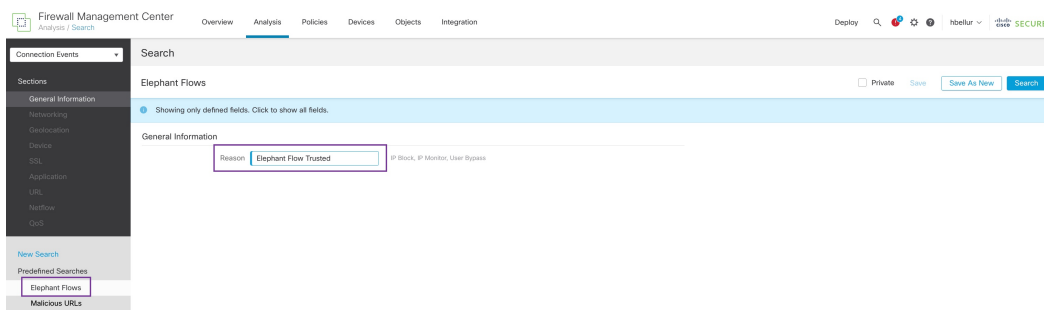 Firewall Management Center
Analysis / Search
Overview Analysis Policies Devices Objects Integration
Deploy hbellur cisco SECURE
Connection Events
Search
Sections
General Information
Networking
Geolocation
Device
SSL
Application
URL
Netflow
QoS
Elephant Flows
Private Save Save As New Search
Showing only defined fields. Click to show all fields.
General Information
Reason Elephant Flow Trusted IP Block, IP Monitor, User Bypass
New Search
Predefined Searches
Elephant Flows
Malicious URLs